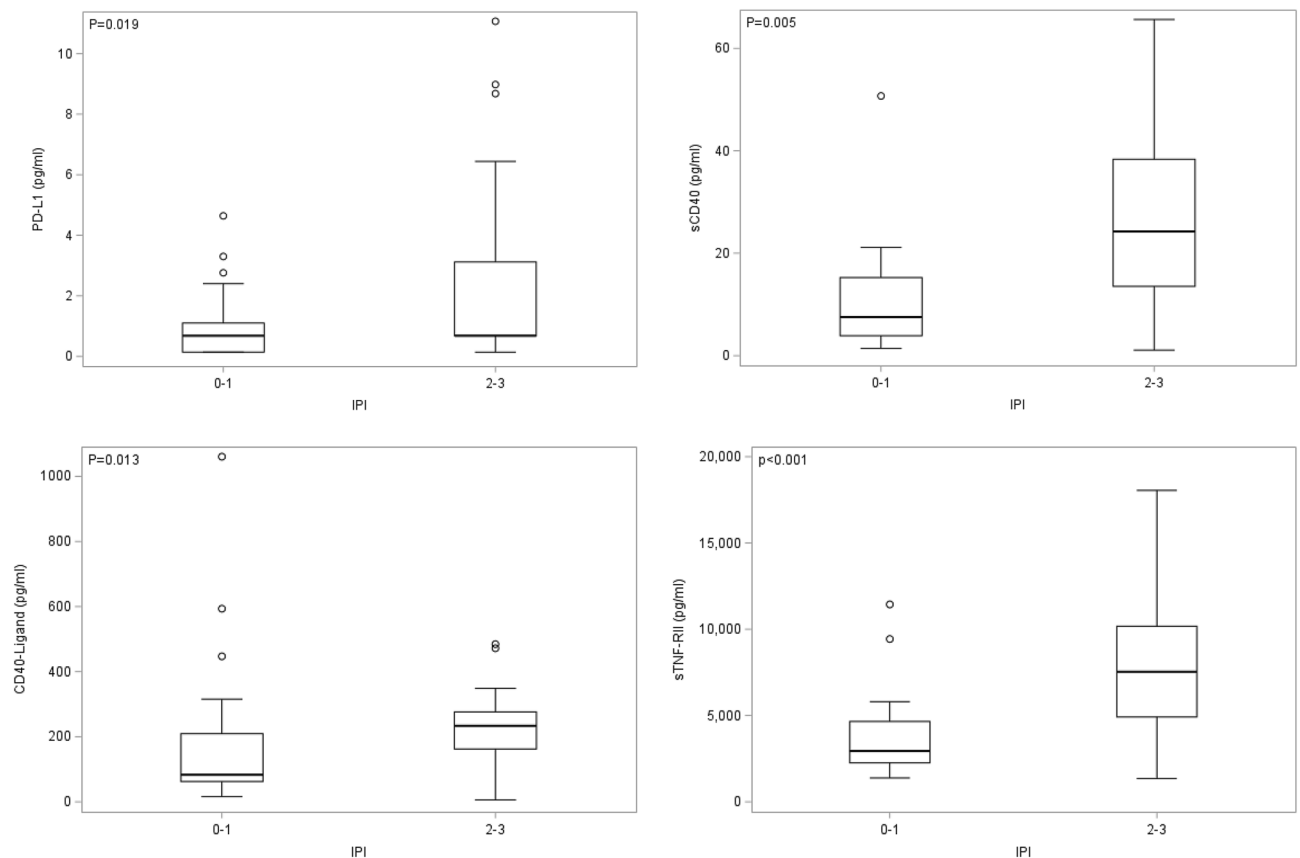 P=0.019
PD-L1 (pg/ml)
10
8
6
4
2
0
0-1
2-3
IPI
P=0.005
sCD40 (pg/ml)
60
40
20
0
0-1
2-3
IPI
P=0.013
CD40-Ligand (pg/ml)
1000
800
600
400
200
0
0-1
2-3
IPI
p<0.001
sTNF-RII (pg/ml)
20,000
15,000
10,000
5,000
0
0-1
2-3
IPI